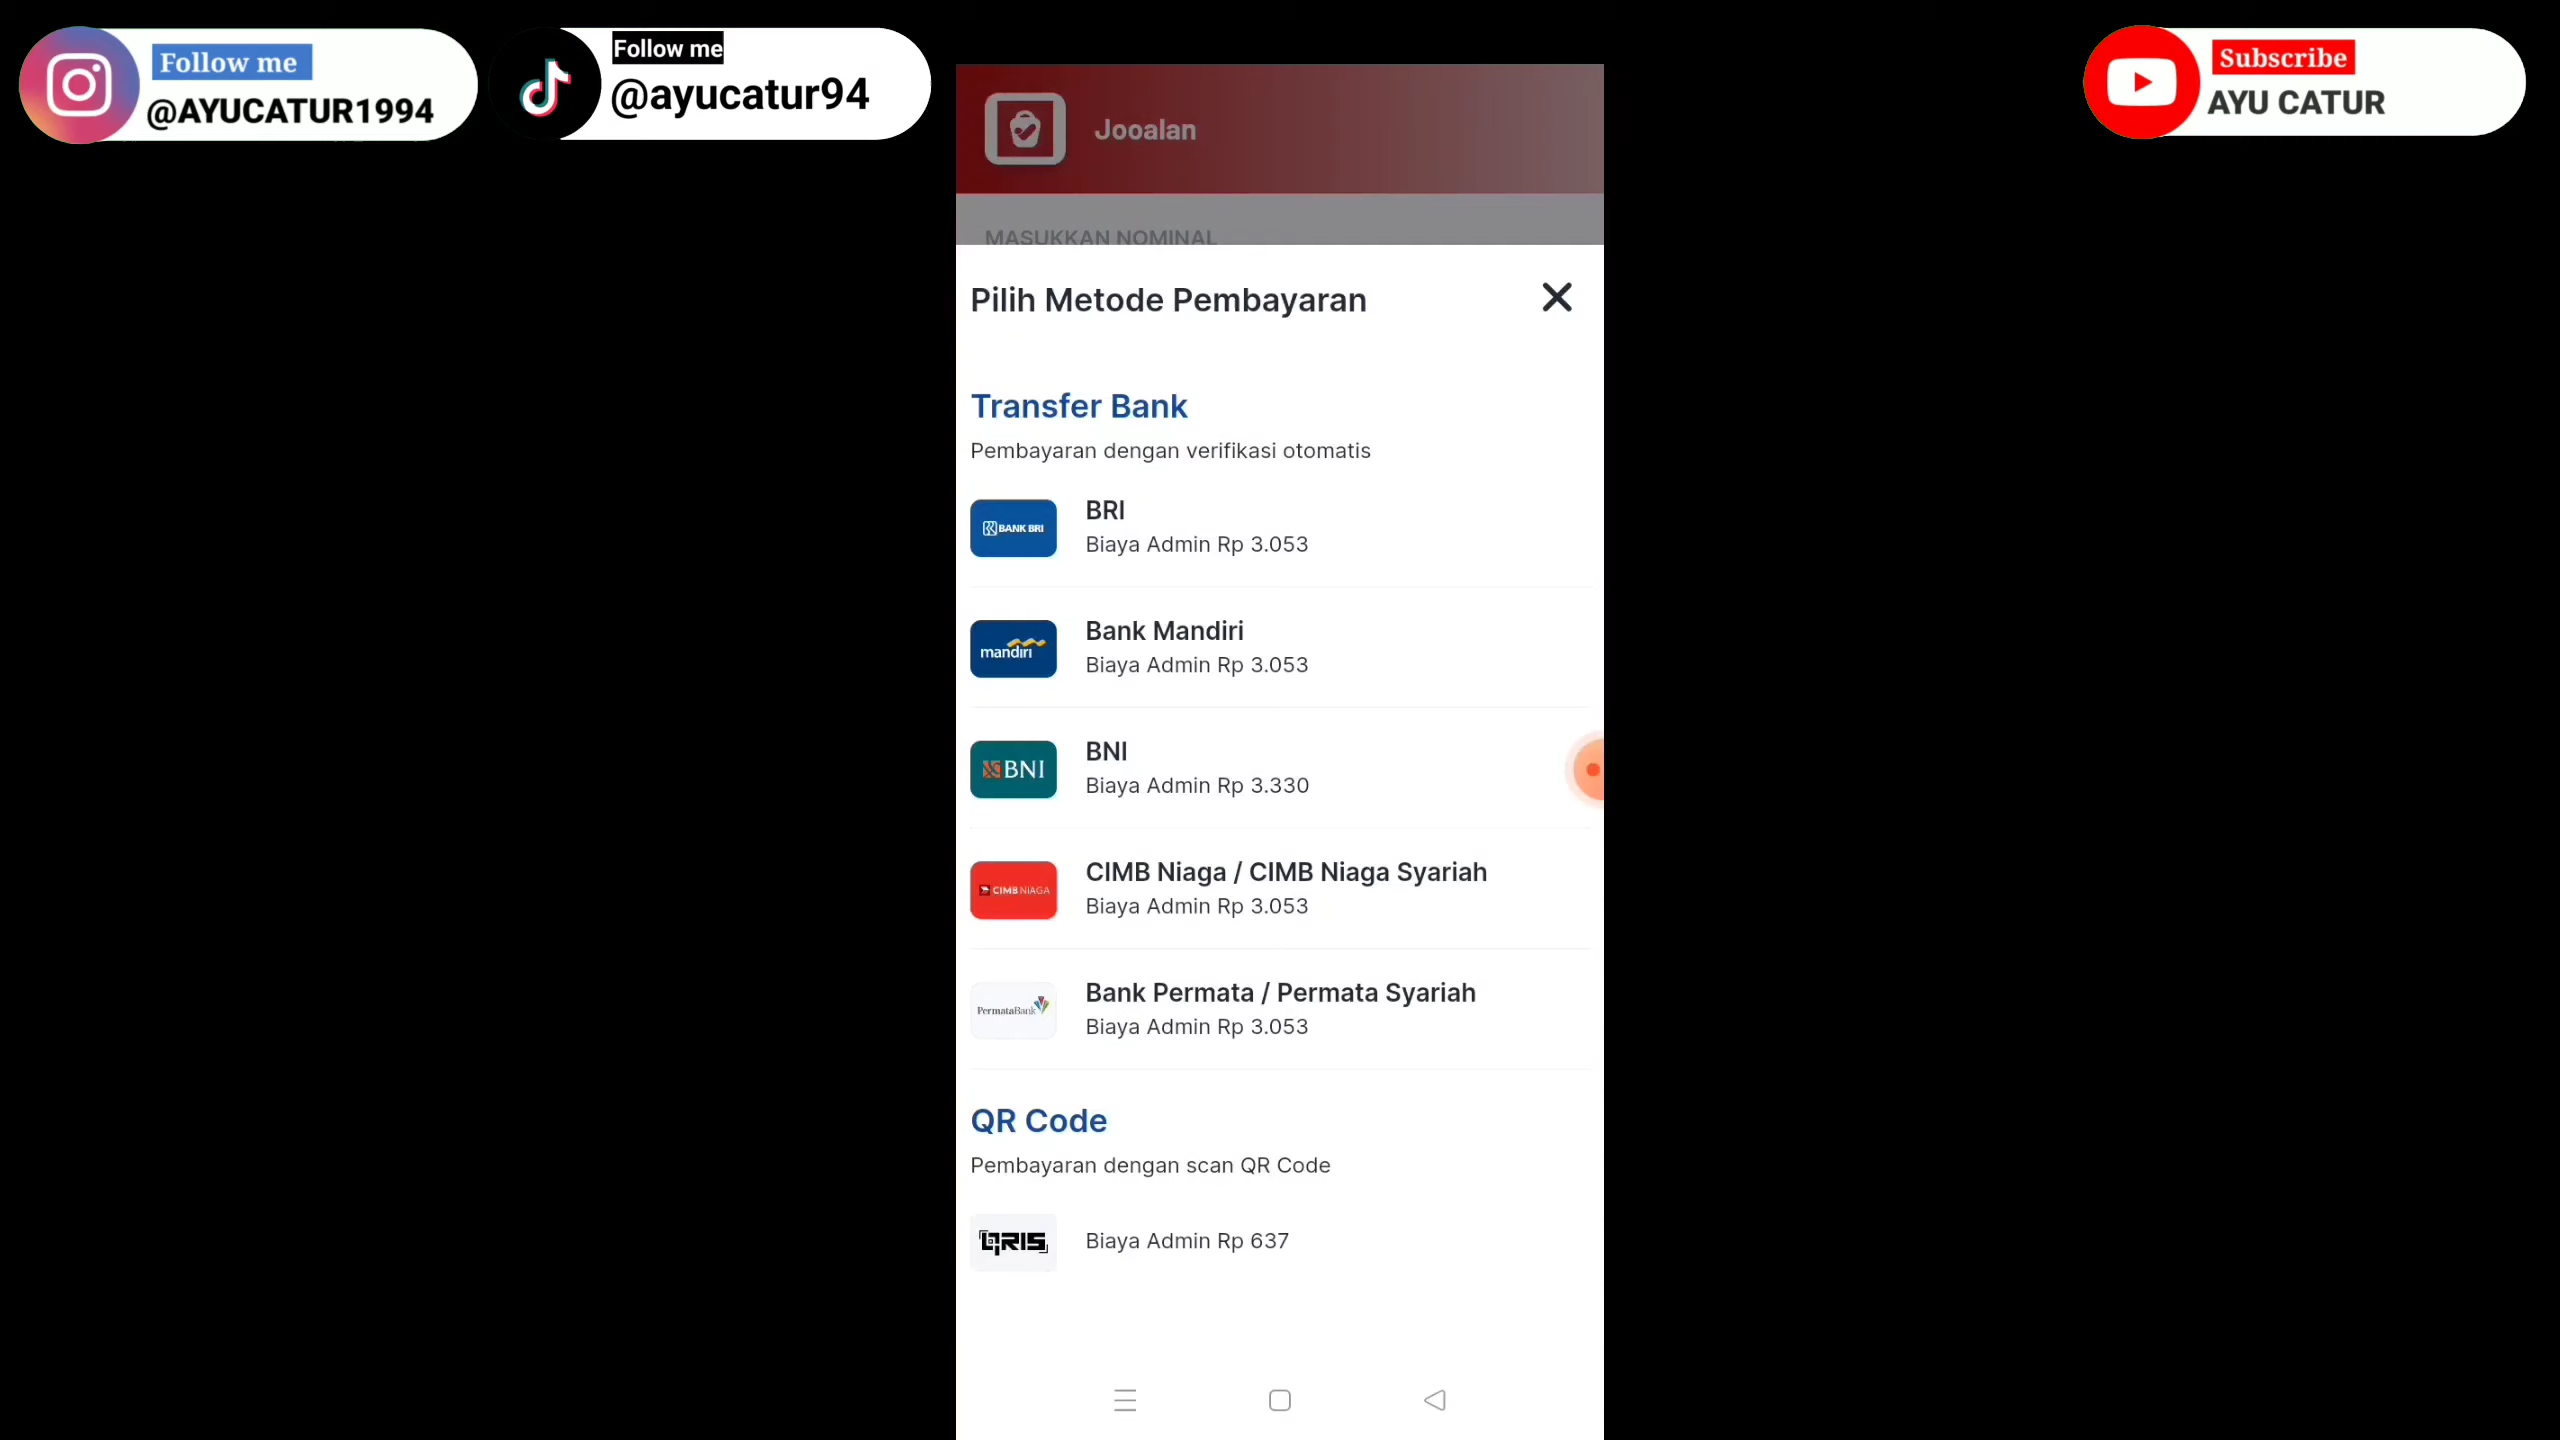 Follow me
@AYUCATUR1994
Follow me
@ayucatur94
Subscribe
AYU CATUR
Jooalan
MASUKKAN NOMINAL
Pilih Metode Pembayaran
Transfer Bank
Pembayaran dengan verifikasi otomatis
BANK BRI
BRI
Biaya Admin Rp 3.053
mandiri
Bank Mandiri
Biaya Admin Rp 3.053
BNI
BNI
Biaya Admin Rp 3.330
CIMB NIAGA
CIMB Niaga / CIMB Niaga Syariah
Biaya Admin Rp 3.053
PermataBank
Bank Permata / Permata Syariah
Biaya Admin Rp 3.053
QR Code
Pembayaran dengan scan QR Code
QRIS
Biaya Admin Rp 637